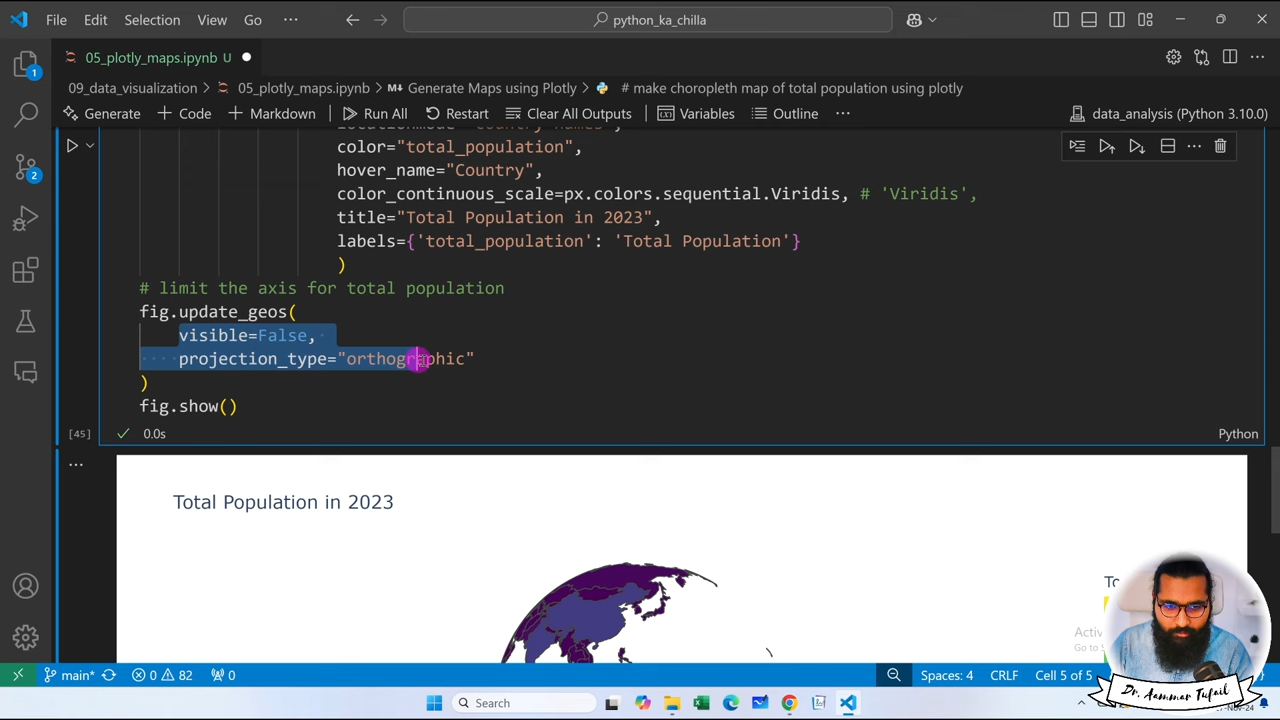 File Edit Selection View Go ··· python_ka_chilla
05_plotly_maps.ipynb U
09_data_visualization > 05_plotly_maps.ipynb > Generate Maps using Plotly > # make choropleth map of total population using plotly
Generate + Code + Markdown Run All Restart Clear All Outputs Variables Outline ··· data_analysis (Python 3.10.0)
color="total_population",
hover_name="Country",
color_continuous_scale=px.colors.sequential.Viridis, # 'Viridis',
title="Total Population in 2023",
labels={'total_population': 'Total Population'}
)
# limit the axis for total population
fig.update_geos(
visible=False,
projection_type="orthographic"
)
fig.show()
[45] 0.0s Python
Total Population in 2023
Dr. Aammar Tufail
main* 0 82 0 Spaces: 4 CRLF Cell 5 of 5
Search
1
2